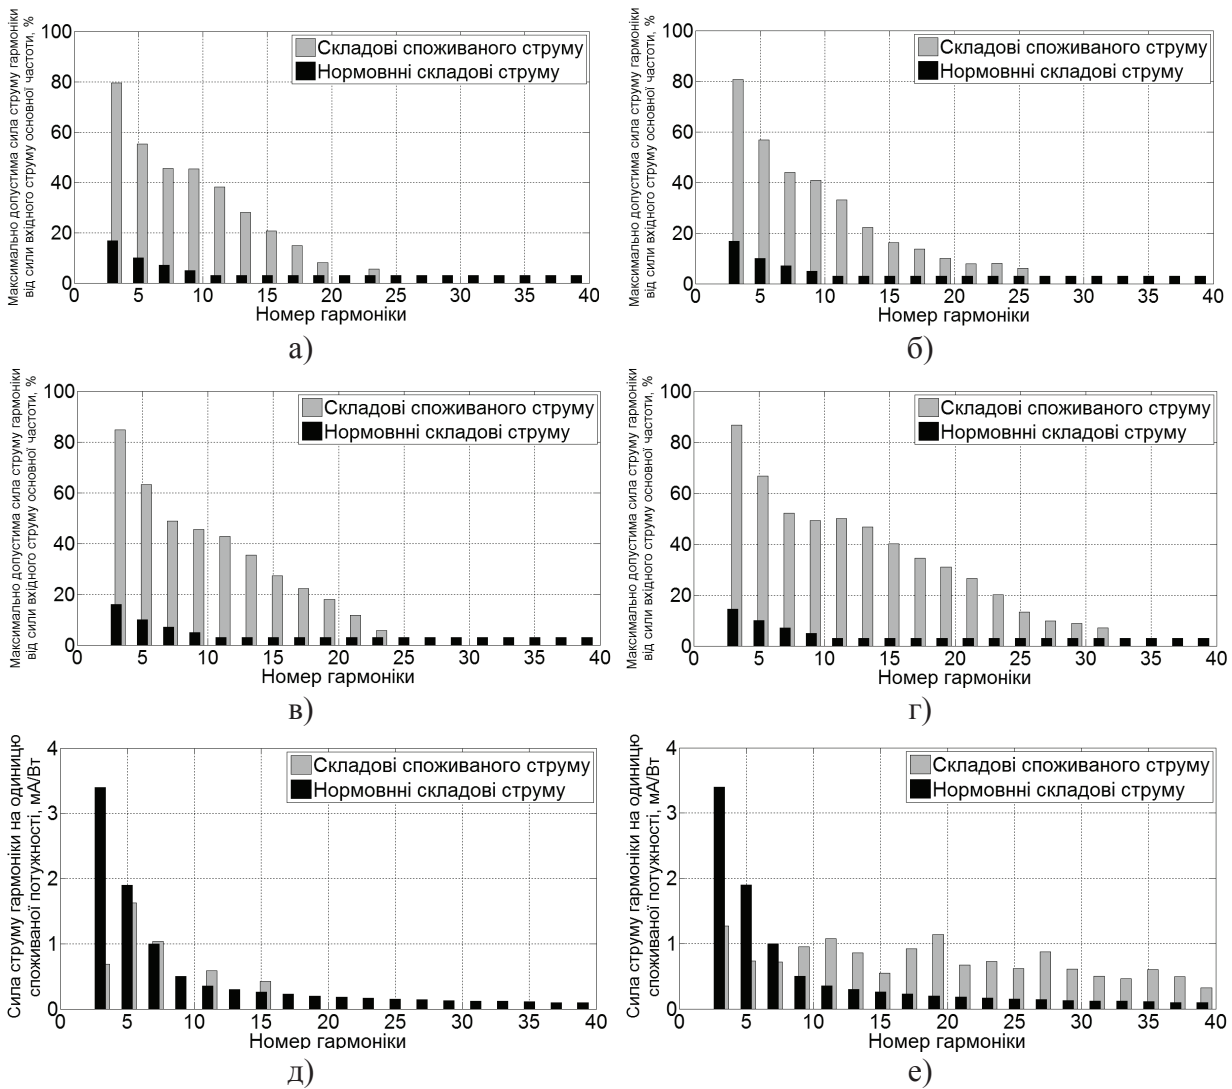 Максимально допустима сила струму гармоніки
від сили вхідного струму основної частоти, %
100
80
60
40
20
0
Складові споживаного струму
Нормовнні складові струму
0 5 10 15 20 25 30 35 40
Номер гармоніки
а)
Максимально допустима сила струму гармоніки
від сили вхідного струму основної частоти, %
100
80
60
40
20
0
Складові споживаного струму
Нормовнні складові струму
0 5 10 15 20 25 30 35 40
Номер гармоніки
б)
Максимально допустима сила струму гармоніки
від сили вхідного струму основної частоти, %
100
80
60
40
20
0
Складові споживаного струму
Нормовнні складові струму
0 5 10 15 20 25 30 35 40
Номер гармоніки
в)
Максимально допустима сила струму гармоніки
від сили вхідного струму основної частоти, %
100
80
60
40
20
0
Складові споживаного струму
Нормовнні складові струму
0 5 10 15 20 25 30 35 40
Номер гармоніки
г)
Сила струму гармоніки на одиницю
споживаної потужності, мА/Вт
4
3
2
1
0
Складові споживаного струму
Нормовнні складові струму
0 5 10 15 20 25 30 35 40
Номер гармоніки
д)
Сила струму гармоніки на одиницю
споживаної потужності, мА/Вт
4
3
2
1
0
Складові споживаного струму
Нормовнні складові струму
0 5 10 15 20 25 30 35 40
Номер гармоніки
е)